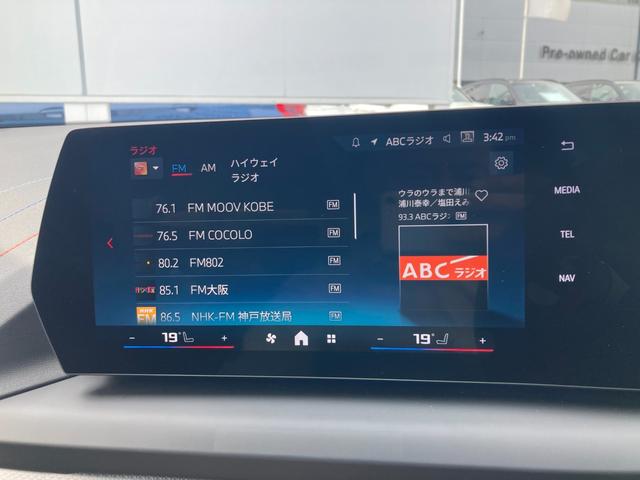 Pre-owned Car
ラジオ
ABCラジオ 3:42 pm
FM AM ハイウェイ
ラジオ
76.1 FM MOOV KOBE FM
76.5 FM COCOLO FM
80.2 FM802 FM
85.1 FM大阪 FM
NHK
FM 86.5 NHK-FM 神戸放送局 FM
ウラのウラまで浦川
浦川泰幸／塩田えみ
93.3 ABCラジ FM
ABCラジオ
MEDIA
TEL
NAV
− 19° + − 19° +